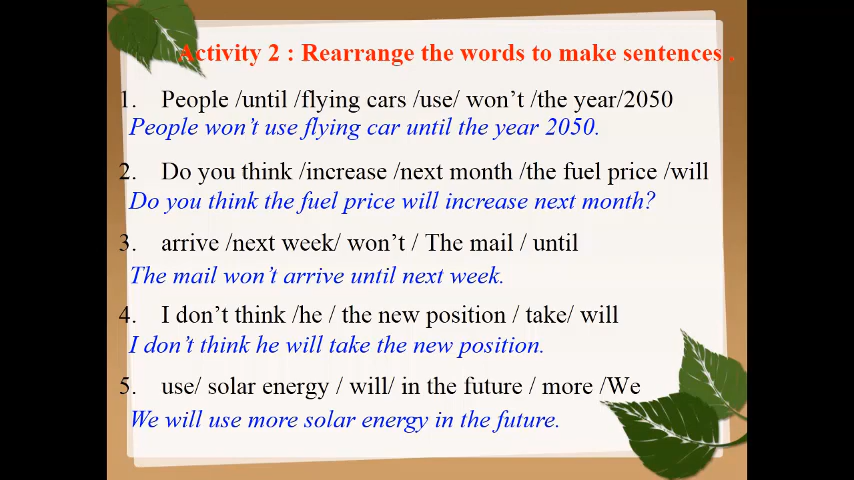 Activity 2 : Rearrange the words to make sentences .
1. People /until /flying cars /use/ won't /the year/2050
People won't use flying car until the year 2050.
2. Do you think /increase /next month /the fuel price /will
Do you think the fuel price will increase next month?
3. arrive /next week/ won't / The mail / until
The mail won't arrive until next week.
4. I don't think /he / the new position / take/ will
I don't think he will take the new position.
5. use/ solar energy / will/ in the future / more /We
We will use more solar energy in the future.